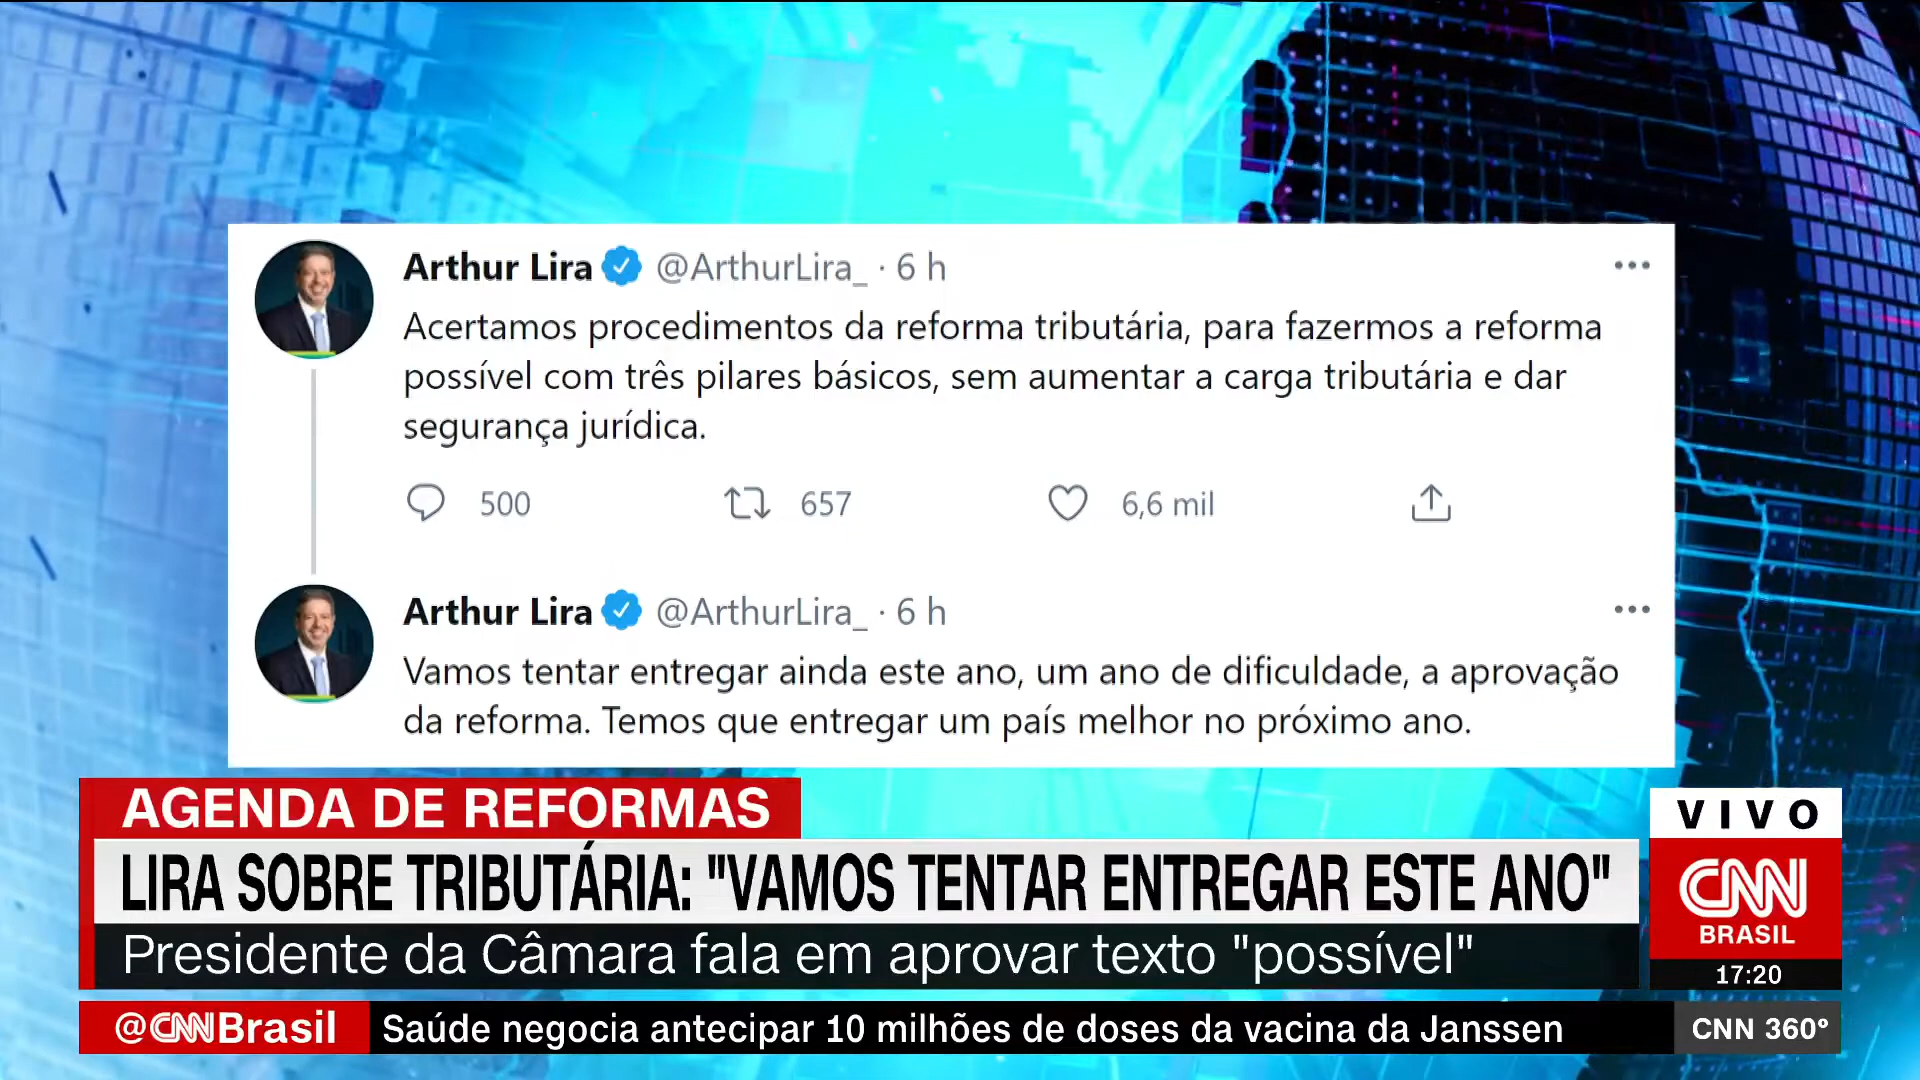 Arthur Lira @ArthurLira_ · 6 h
Acertamos procedimentos da reforma tributária, para fazermos a reforma
possível com três pilares básicos, sem aumentar a carga tributária e dar
segurança jurídica.
500 657 6,6 mil
Arthur Lira @ArthurLira_ · 6 h
Vamos tentar entregar ainda este ano, um ano de dificuldade, a aprovação
da reforma. Temos que entregar um país melhor no próximo ano.
AGENDA DE REFORMAS
LIRA SOBRE TRIBUTÁRIA: "VAMOS TENTAR ENTREGAR ESTE ANO"
Presidente da Câmara fala em aprovar texto "possível"
VIVO
CNN
BRASIL
17:20
@CNNBrasil Saúde negocia antecipar 10 milhões de doses da vacina da Janssen CNN 360°